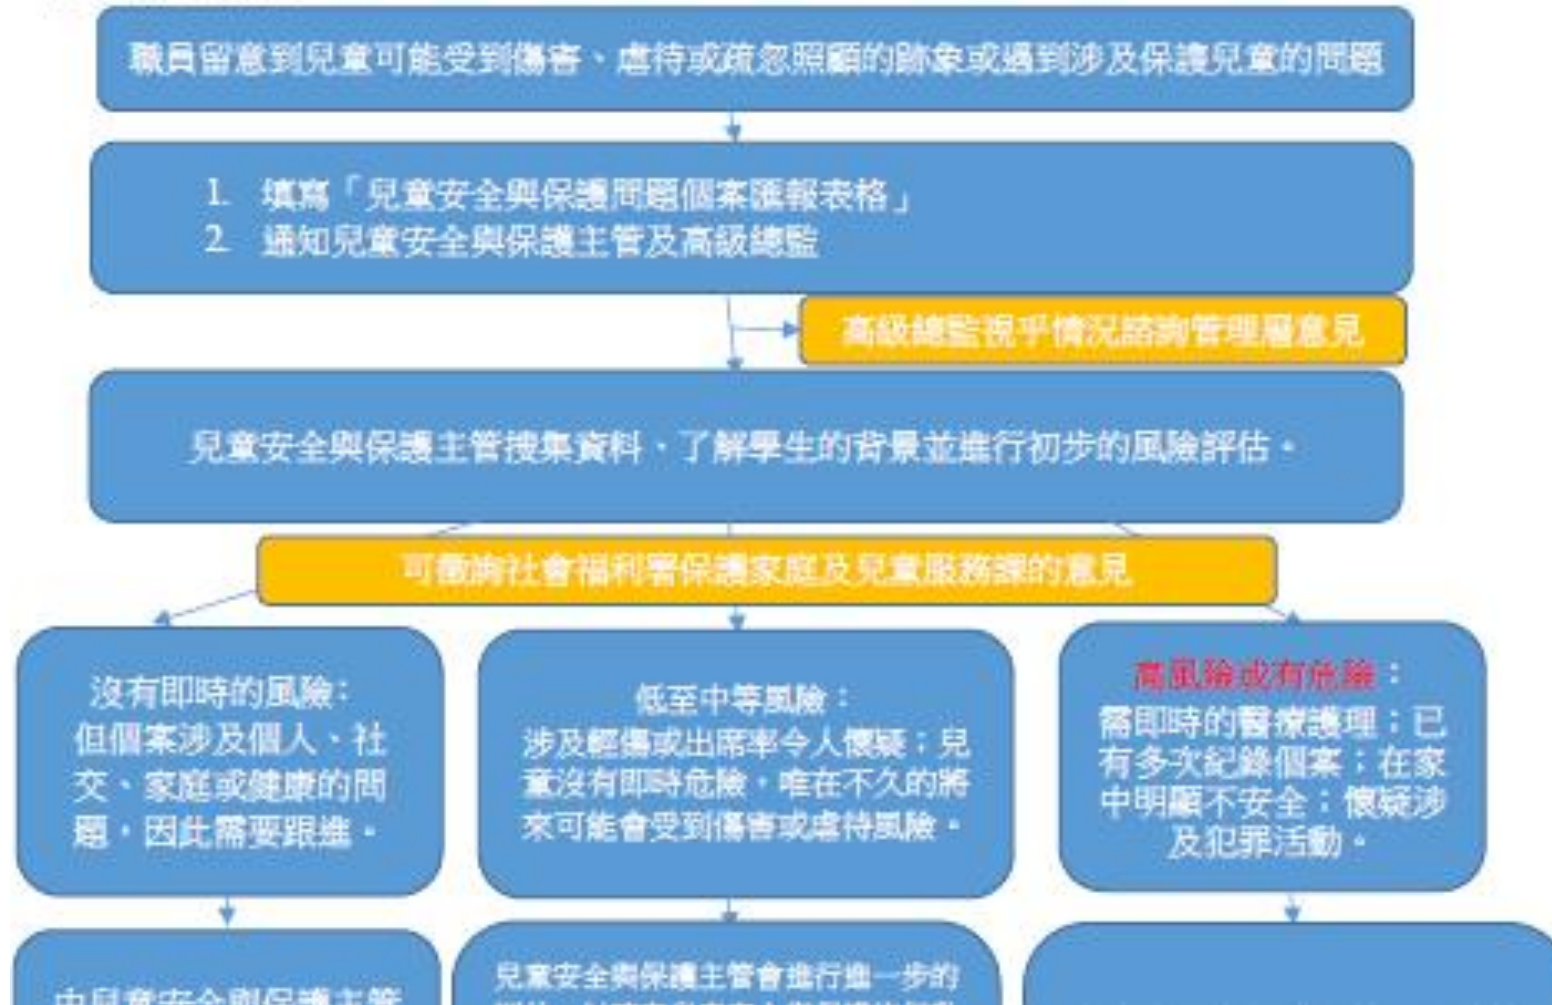 職員留意到兒童可能受到傷害、虐待或疏忽照顧的跡象或遇到涉及保護兒童的問題
1. 填寫「兒童安全與保護問題個案匯報表格」
2. 通知兒童安全與保護主管及高級總監
高級總監視乎情況諮詢管理層意見
兒童安全與保護主管搜集資料、了解學生的背景並進行初步的風險評估。
可徵詢社會福利署保護家庭及兒童服務課的意見
沒有即時的風險：
但個案涉及個人、社
交、家庭或健康的問
題，因此需要跟進。
低至中等風險：
涉及輕傷或出席率令人懷疑；兒
童沒有即時危險，唯在不久的將
來可能會受到傷害或虐待風險。
高風險或有危險：
需即時的醫療護理；已
有多次紀錄個案；在家
中明顯不安全；懷疑涉
及犯罪活動。
由兒童安全與保護主管
兒童安全與保護主管會進行進一步的